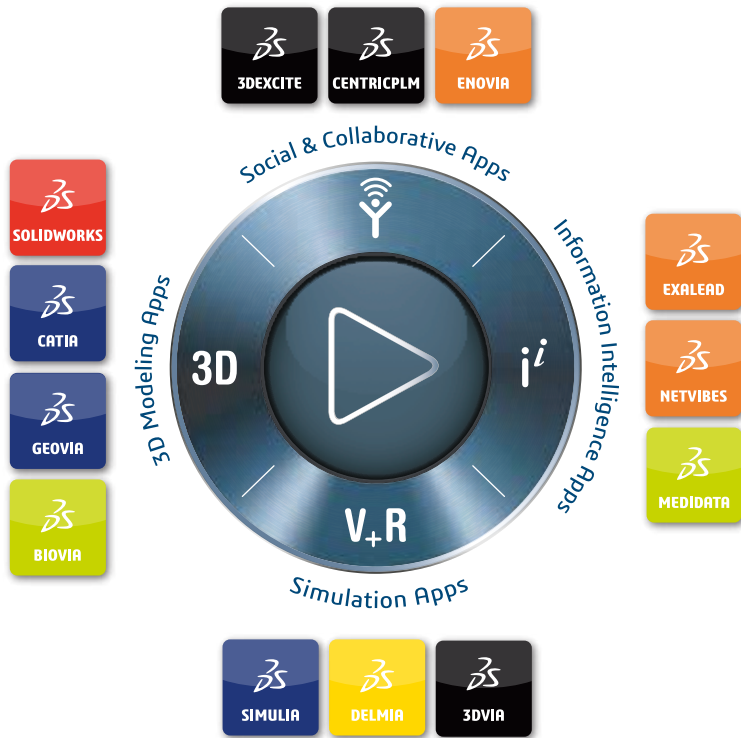 3DEXCITE
CENTRICPLM
ENOVIA
Social & Collaborative Apps
SOLIDWORKS
CATIA
GEOVIA
BIOVIA
3D Modeling Apps
3D
i i
V+R
Information Intelligence Apps
EXALEAD
NETVIBES
MEDIDATA
Simulation Apps
SIMULIA
DELMIA
3DVIA